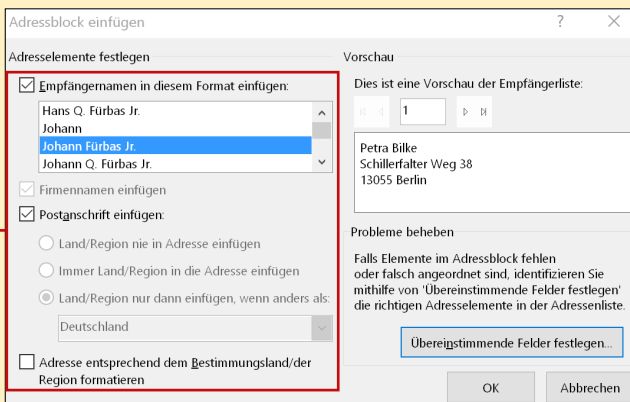 Adressblock einfügen
?
Adresselemente festlegen
Empfängernamen in diesem Format einfügen:
Hans Q. Fürbas Jr.
Johann
Johann Fürbas Jr.
Johann Q. Fürbas Jr.
Firmennamen einfügen
Postanschrift einfügen:
Land/Region nie in Adresse einfügen
Immer Land/Region in die Adresse einfügen
Land/Region nur dann einfügen, wenn anders als:
Deutschland
Adresse entsprechend dem Bestimmungsland/der
Region formatieren
Vorschau
Dies ist eine Vorschau der Empfängerliste:
1
Petra Bilke
Schillerfalter Weg 38
13055 Berlin
Probleme beheben
Falls Elemente im Adressblock fehlen
oder falsch angeordnet sind, identifizieren Sie
mithilfe von 'Übereinstimmende Felder festlegen'
die richtigen Adresselemente in der Adressenliste.
Übereinstimmende Felder festlegen...
OK
Abbrechen